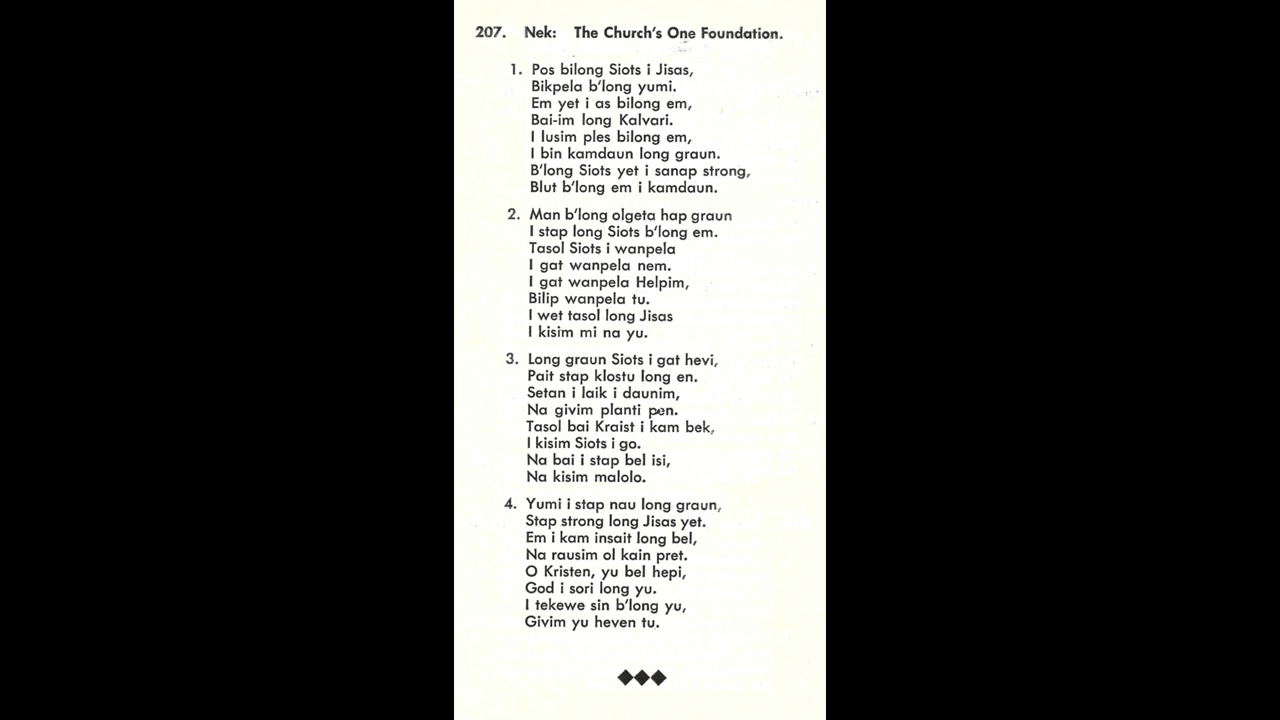 207. Nek: The Church's One Foundation.
1. Pos bilong Siots i Jisas,
Bikpela b'long yumi.
Em yet i as bilong em,
Bai-im long Kalvari.
I lusim ples bilong em,
I bin kamdaun long graun.
B'long Siots yet i sanap strong,
Blut b'long em i kamdaun.
2. Man b'long olgeta hap graun
I stap long Siots b'long em.
Tasol Siots i wanpela
I gat wanpela nem.
I gat wanpela Helpim,
Bilip wanpela tu.
I wet tasol long Jisas
I kisim mi na yu.
3. Long graun Siots i gat hevi,
Pait stap klostu long en.
Setan i laik i daunim,
Na givim planti pen.
Tasol bai Kraist i kam bek,
I kisim Siots i go.
Na bai i stap bel isi,
Na kisim malolo.
4. Yumi i stap nau long graun,
Stap strong long Jisas yet.
Em i kam insait long bel,
Na rausim ol kain pret.
O Kristen, yu bel hepi,
God i sori long yu.
I tekewe sin b'long yu,
Givim yu heven tu.